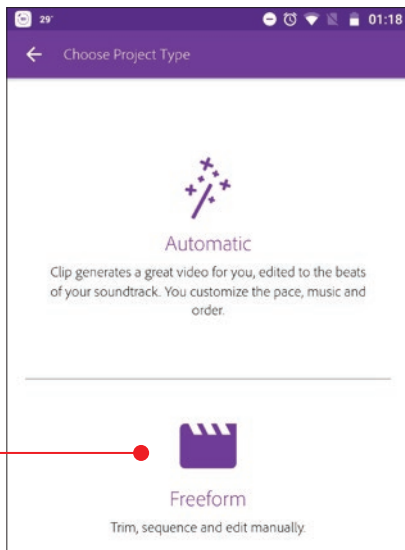 29°
01:18
Choose Project Type
Automatic
Clip generates a great video for you, edited to the beats
of your soundtrack. You customize the pace, music and
order.
Freeform
Trim, sequence and edit manually.